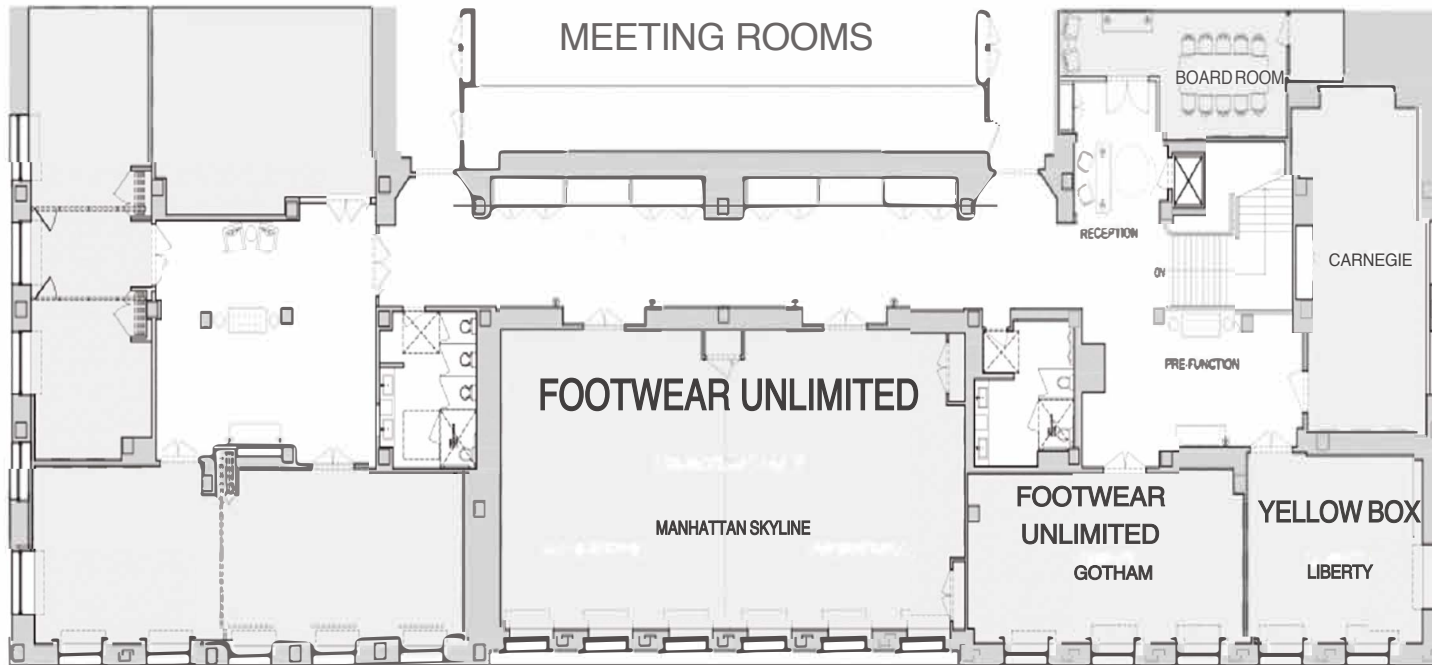 MEETING ROOMS
BOARD ROOM
RECEPTION
CARNEGIE
PRE-FUNCTION
FOOTWEAR UNLIMITED
MANHATTAN SKYLINE
FOOTWEAR
UNLIMITED
GOTHAM
YELLOW BOX
LIBERTY